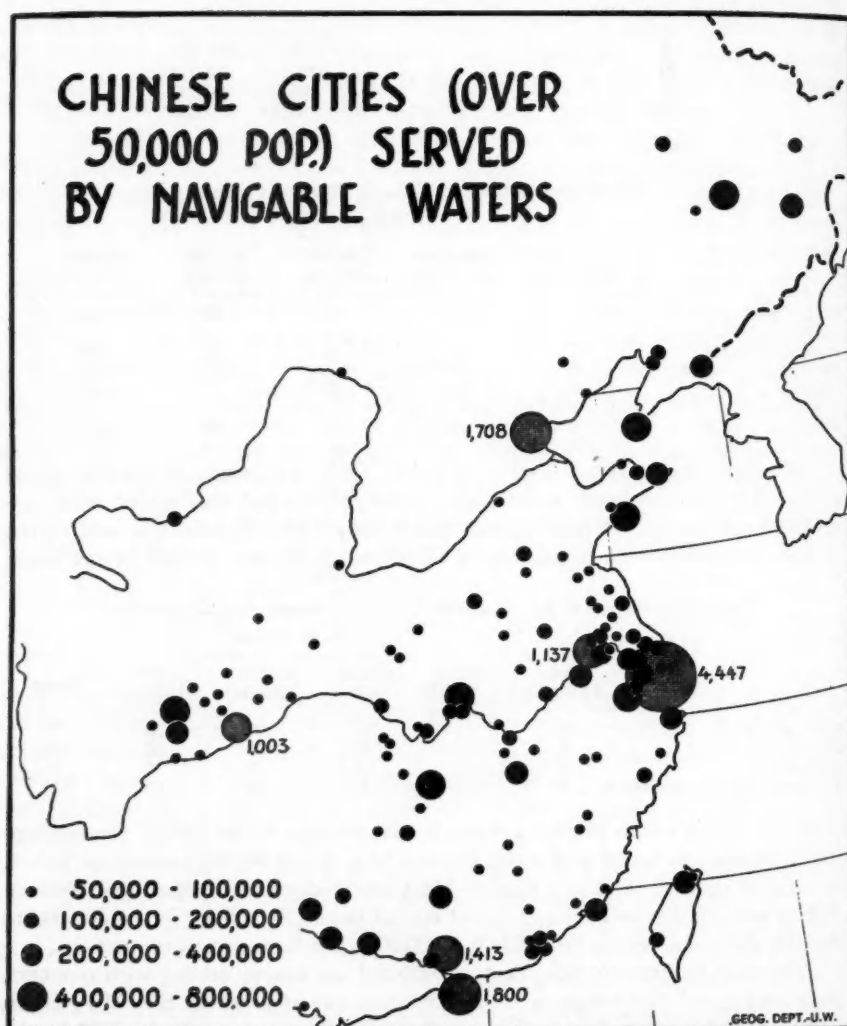 CHINESE CITIES (OVER
50,000 POP.) SERVED
BY NAVIGABLE WATERS
1,708
1,137
4,447
1,003
50,000 - 100,000
100,000 - 200,000
200,000 - 400,000
400,000 - 800,000
1,413
1,800
GEOG. DEPT.-U.W.